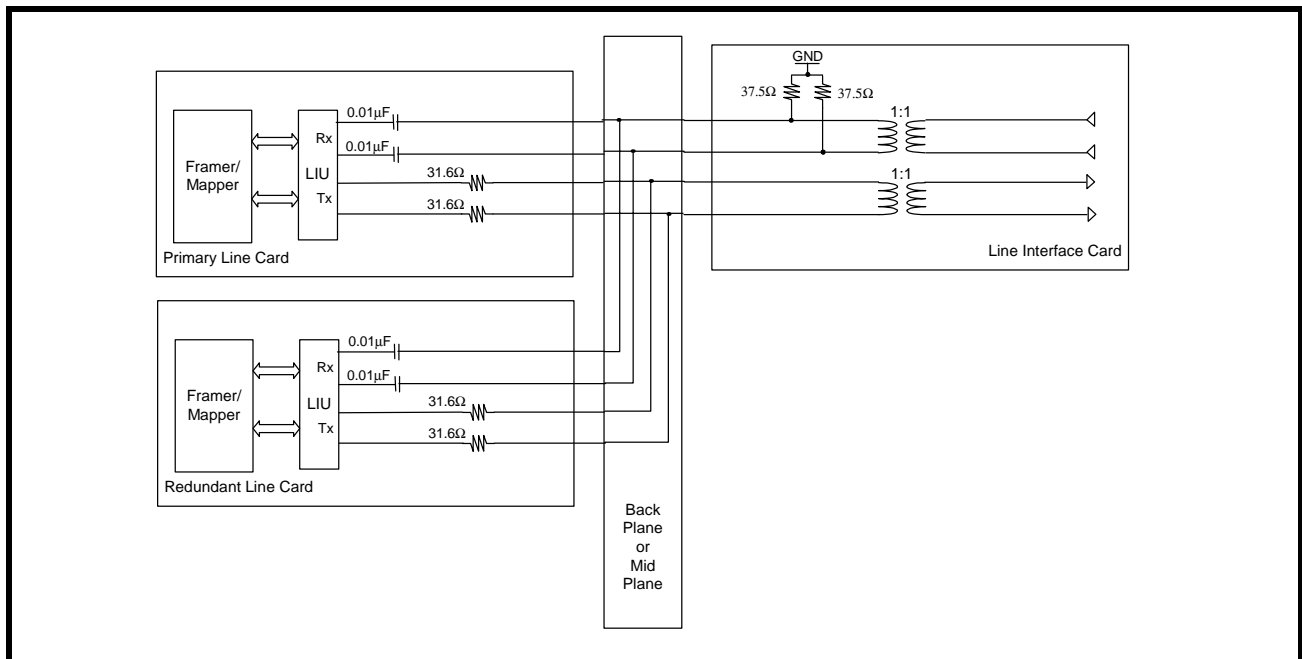 GND
37.5Ω
37.5Ω
1:1
1:1
Line Interface Card
0.01µF
0.01µF
31.6Ω
31.6Ω
Rx
LIU
Tx
Framer/
Mapper
Primary Line Card
0.01µF
0.01µF
31.6Ω
31.6Ω
Rx
LIU
Tx
Framer/
Mapper
Redundant Line Card
Back
Plane
or
Mid
Plane